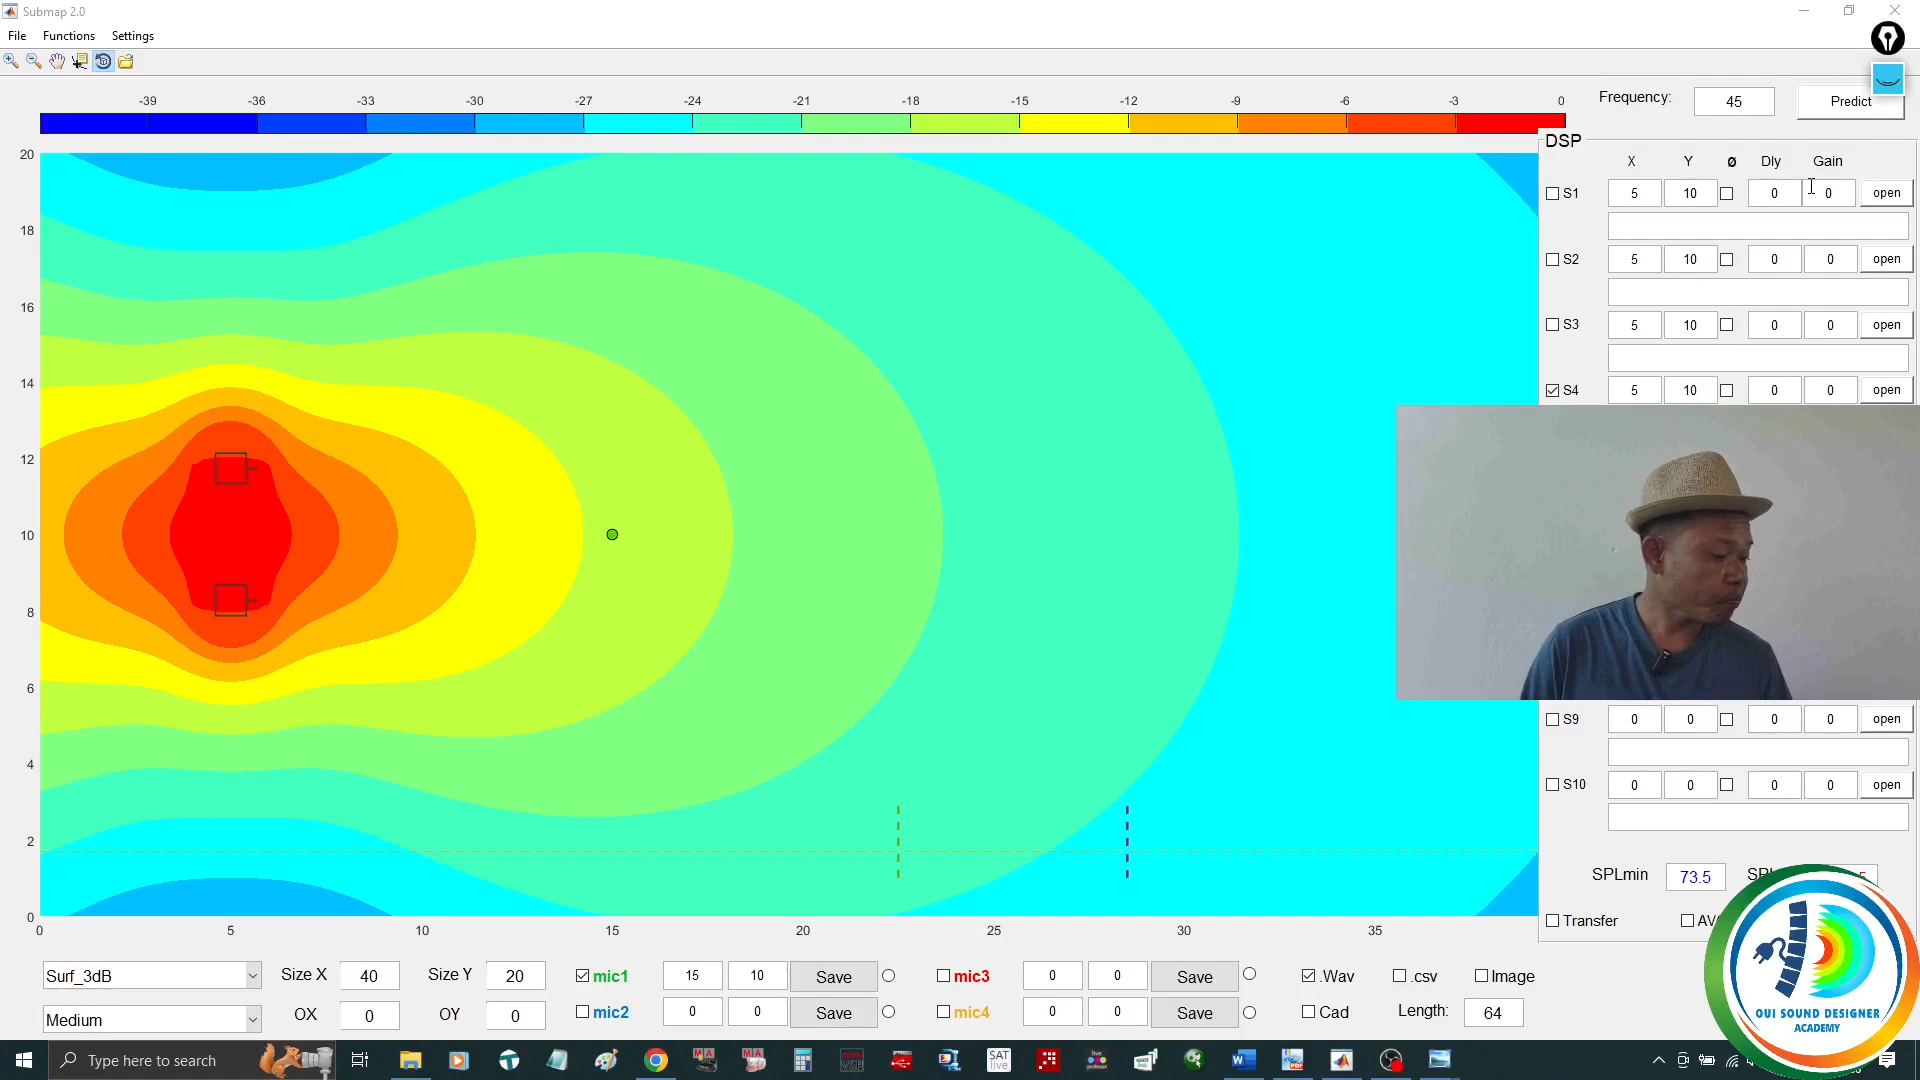 Submap 2.0
File Functions Settings
-39 -36 -33 -30 -27 -24 -21 -18 -15 -12 -9 -6 -3 0
Frequency: 45 Predict
DSP
X Y ø Dly Gain
S1 5 10 0 0 open
S2 5 10 0 0 open
S3 5 10 0 0 open
S4 5 10 0 0 open
S9 0 0 0 0 open
S10 0 0 0 0 open
20
18
16
14
12
10
8
6
4
2
0
0 5 10 15 20 25 30 35
SPLmin 73.5
Transfer
Surf_3dB Size X 40 Size Y 20 mic1 15 10 Save mic3 0 0 Save .Wav .csv Image
Medium OX 0 OY 0 mic2 0 0 Save mic4 0 0 Save Cad Length: 64
OUI SOUND DESIGNER
ACADEMY
Type here to search